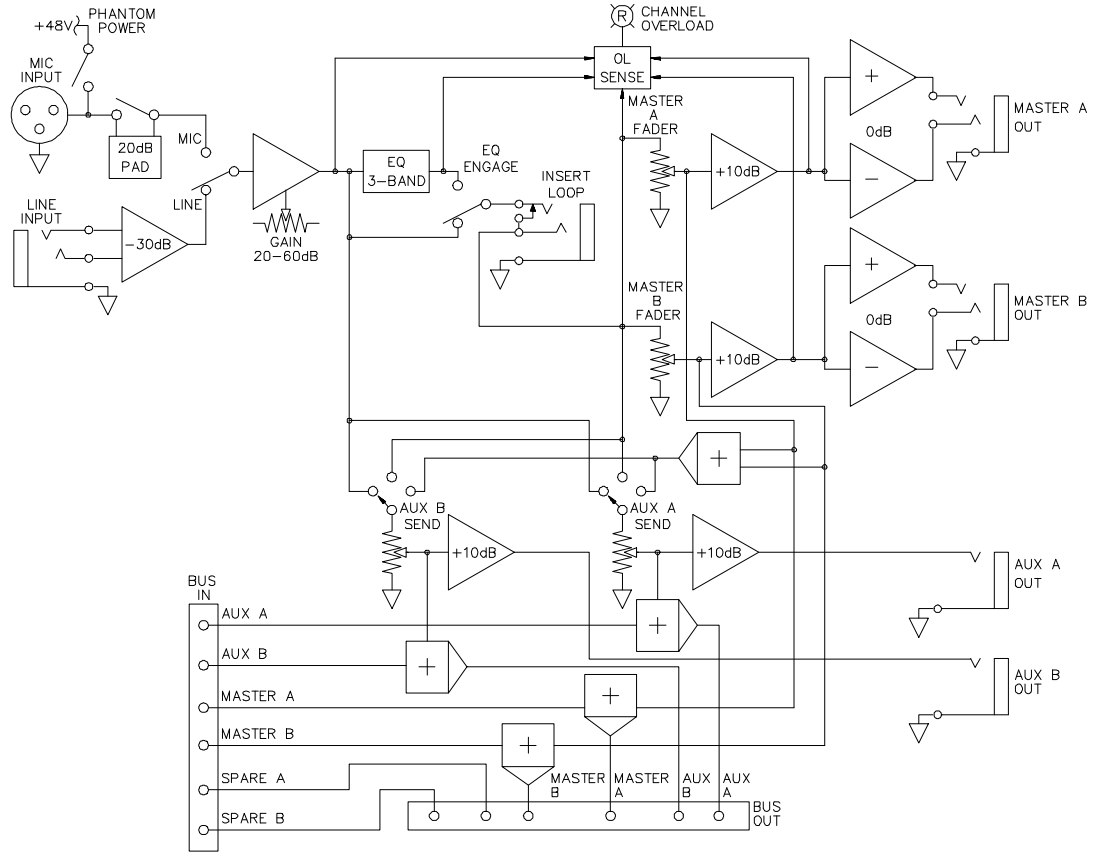 PHANTOM
POWER
+48V
MIC
INPUT
20dB
PAD
MIC
LINE
LINE
INPUT
−30dB
GAIN
20−60dB
EQ
3−BAND
EQ
ENGAGE
INSERT
LOOP
R
CHANNEL
OVERLOAD
OL
SENSE
MASTER
A
FADER
+10dB
+
0dB
−
MASTER A
OUT
MASTER
B
FADER
+10dB
+
0dB
−
MASTER B
OUT
+
AUX B
SEND
+10dB
AUX A
SEND
+10dB
AUX A
OUT
AUX B
OUT
BUS
IN
AUX A
+
AUX B
+
MASTER A
+
MASTER B
+
SPARE A
SPARE B
MASTER
B
MASTER
A
AUX
B
AUX
A
BUS
OUT